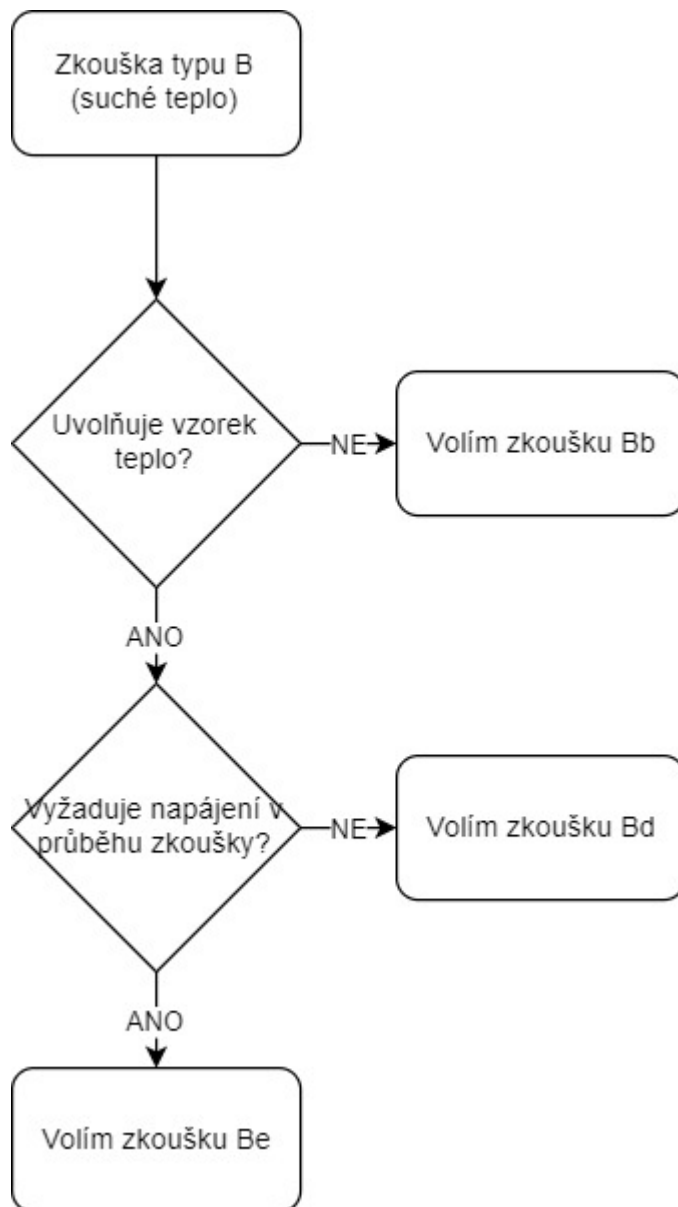 Zkouška typu B
(suché teplo)
Uvolňuje vzorek
teplo?
NE
Volím zkoušku Bb
ANO
Vyžaduje napájení v
průběhu zkoušky?
NE
Volím zkoušku Bd
ANO
Volím zkoušku Be